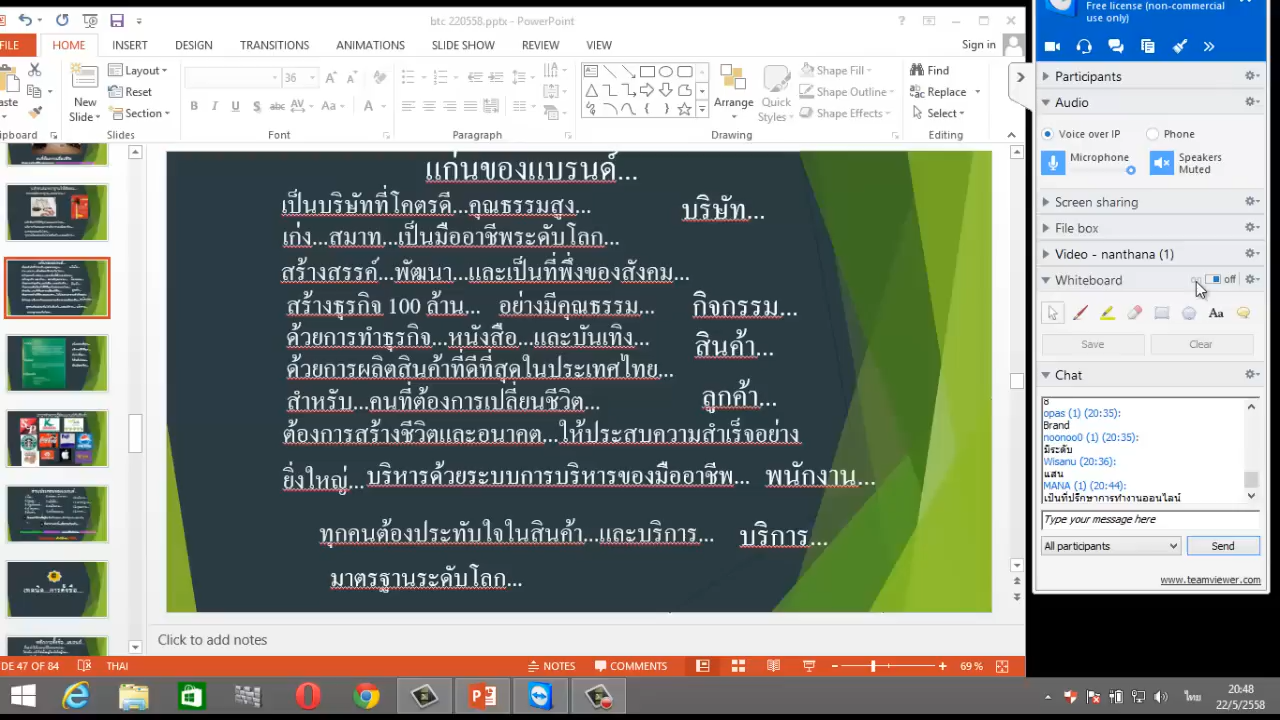 btc 220558.pptx - PowerPoint
Free license (non-commercial
use only)
FILE HOME INSERT DESIGN TRANSITIONS ANIMATIONS SLIDE SHOW REVIEW VIEW Sign in
Layout
Reset
Section
New
Slide
36
Arrange
Quick
Styles
Shape Fill
Shape Outline
Shape Effects
Find
Replace
Select
Slides Font Paragraph Drawing Editing
แก่นของแบรนด์...
เป็นบริษัทที่โคตรดี...คุณธรรมสูง...
บริษัท...
เก่ง...สมาท...เป็นมืออาชีพระดับโลก...
สร้างสรรค์...พัฒนา...และเป็นที่พึ่งของสังคม...
สร้างธุรกิจ 100 ล้าน... อย่างมีคุณธรรม... กิจกรรม...
ด้วยการทำธุรกิจ...หนังสือ...และบันเทิง...
สินค้า...
ด้วยการผลิตสินค้าที่ดีที่สุดในประเทศไทย...
สำหรับ...คนที่ต้องการเปลี่ยนชีวิต... ลูกค้า...
ต้องการสร้างชีวิตและอนาคต...ให้ประสบความสำเร็จอย่าง
ยิ่งใหญ่...บริหารด้วยระบบการบริหารของมืออาชีพ... พนักงาน...
ทุกคนต้องประทับใจในสินค้า...และบริการ... บริการ...
มาตรฐานระดับโลก...
เทคนิค...การตั้งชื่อ...
Click to add notes
DE 47 OF 84 THAI NOTES COMMENTS 69 %
Participants
Audio
Voice over IP Phone
Microphone
Speakers
Muted
Screen sharing
File box
Video - nanthana (1)
Whiteboard off
Aa
Save Clear
Chat
opas (1) (20:35):
Brand
noonoo0 (1) (20:35):
มีระดับ
Wisanu (1) (20:36):
แสน
MANA (1) (20:44):
เป็นที่ปรึกษาการทำงานออนไลน์
Type your message here
All participants Send
www.teamviewer.com
ไทย
20:48
22/5/2558